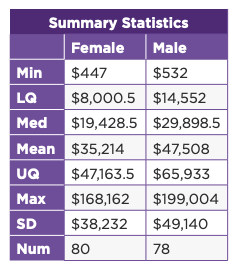 Summary Statistics
Female Male
Min $447 $532
LQ $8,000.5 $14,552
Med $19,428.5 $29,898.5
Mean $35,214 $47,508
UQ $47,163.5 $65,933
Max $168,162 $199,004
SD $38,232 $49,140
Num 80 78